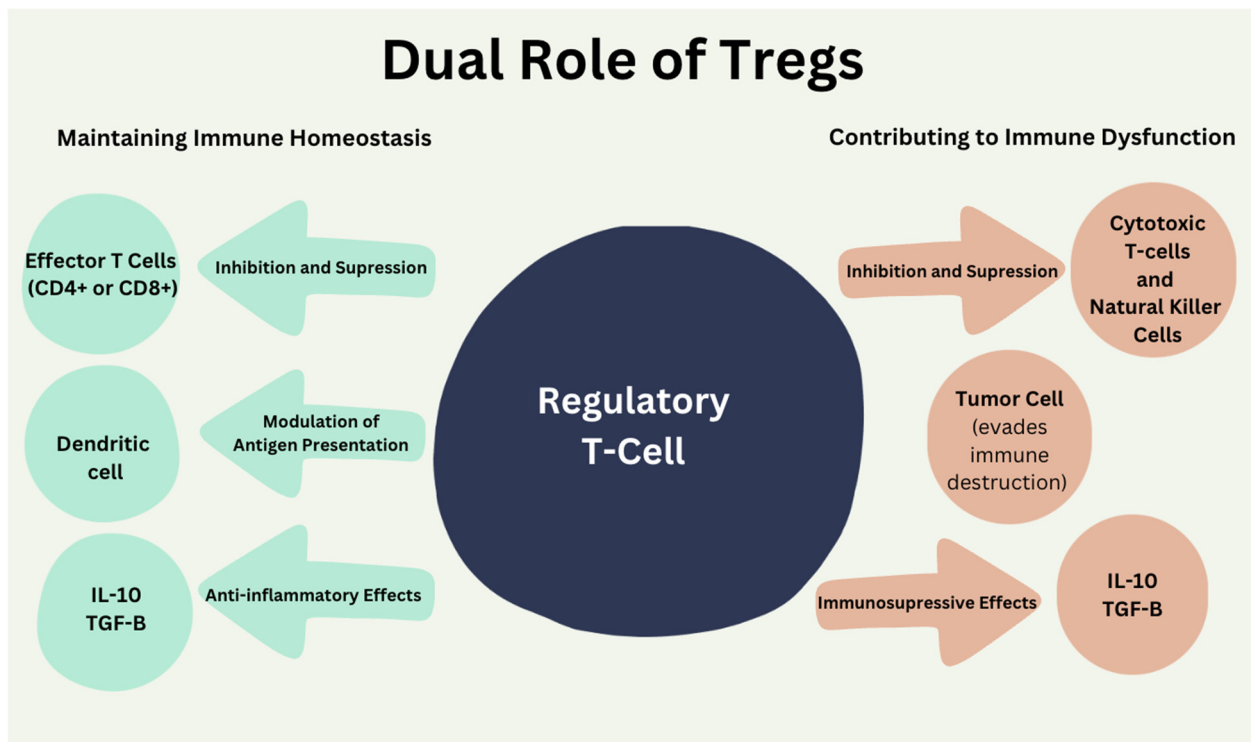 Dual Role of Tregs
Maintaining Immune Homeostasis
Contributing to Immune Dysfunction
Effector T Cells
(CD4+ or CD8+)
Inhibition and Supression
Dendritic
cell
Modulation of
Antigen Presentation
IL-10
TGF-B
Anti-inflammatory Effects
Regulatory
T-Cell
Inhibition and Supression
Cytotoxic
T-cells
and
Natural Killer
Cells
Tumor Cell
(evades
immune
destruction)
Immunosupressive Effects
IL-10
TGF-B